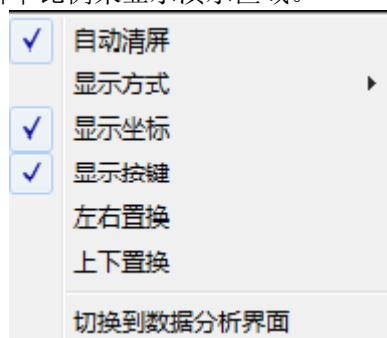 自动清屏
显示方式
显示坐标
显示按键
左右置换
上下置换
切换到数据分析界面